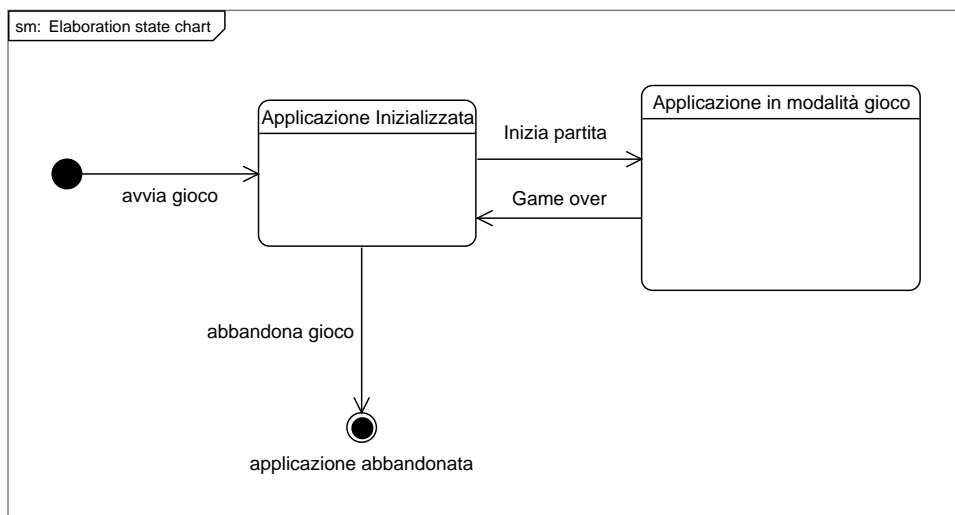 sm: Elaboration state chart
Applicazione in modalità gioco
Applicazione Inizializzata
Inizia partita
avvia gioco
Game over
abbandona gioco
applicazione abbandonata